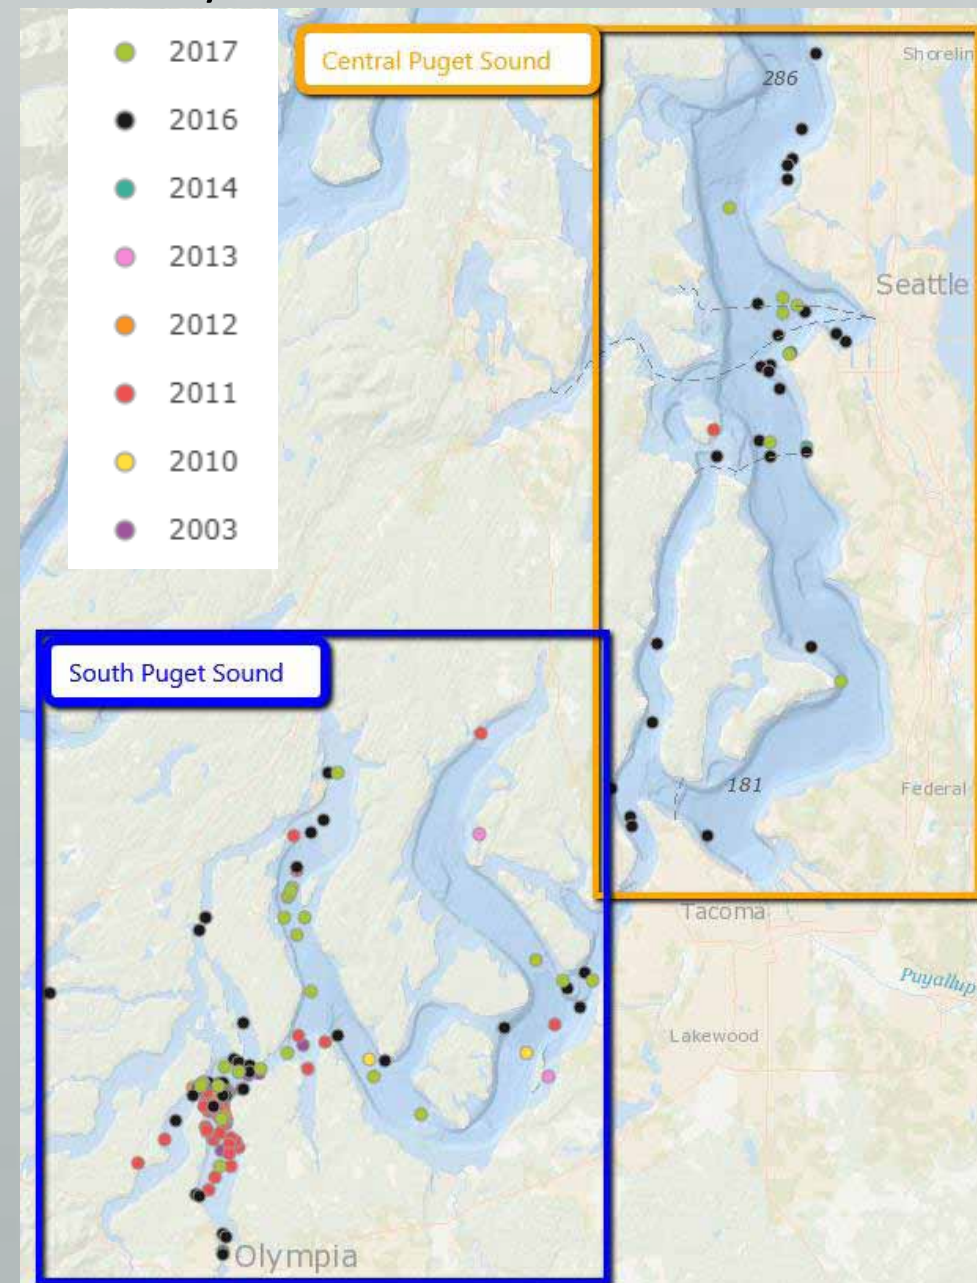 2017
2016
2014
2013
2012
2011
2010
2003
Central Puget Sound
286
Shorelin
Seattle
South Puget Sound
181
Federal
Tacoma
Puyallup
Lakewood
Olympia